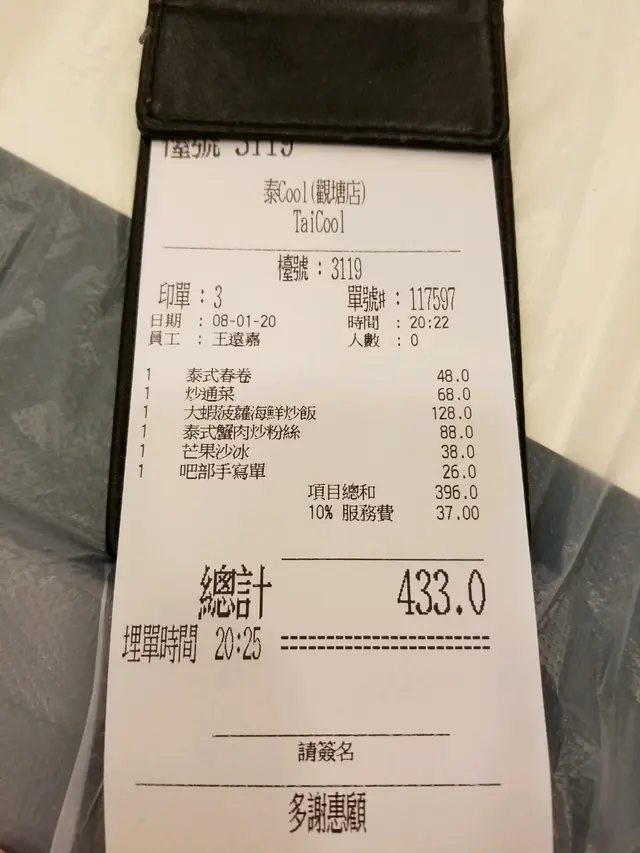 檯號 3119
泰Cool(觀塘店)
TaiCool
檯號：3119
印單：3 單號#：117597
日期 : 08-01-20 時間 : 20:22
員工 : 王遠嘉 人數 : 0
1 泰式春卷 48.0
1 炒通菜 68.0
1 大蝦菠蘿海鮮炒飯 128.0
1 泰式蟹肉炒粉絲 88.0
1 芒果沙冰 38.0
1 吧部手寫單 26.0
項目總和 396.0
10% 服務費 37.00
總計 433.0
埋單時間 20:25 ==================
請簽名
多謝惠顧